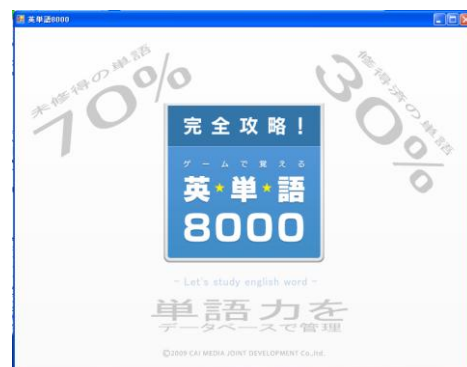 英単語8000
未修得の単語
70%
修得済の単語
30%
完全攻略！
ゲームで覚える
英★単★語
8000
- Let's study english word -
単語力を
データベースで管理
©2009 CAI MEDIA JOINT DEVELOPMENT Co.,ltd.